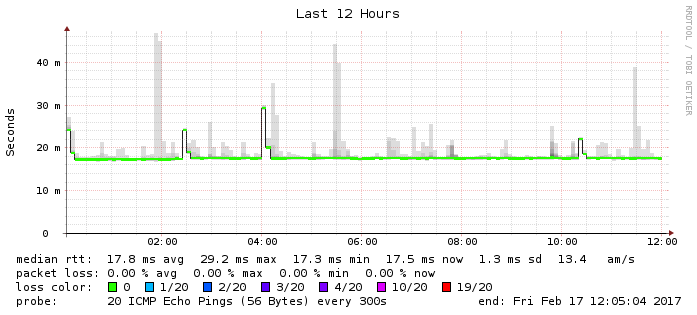 Last 12 Hours
RRDTOOL / TOBI OETIKER
Seconds
40 m
30 m
20 m
10 m
0
02:00 04:00 06:00 08:00 10:00 12:00
median rtt: 17.8 ms avg 29.2 ms max 17.3 ms min 17.5 ms now 1.3 ms sd 13.4 am/s
packet loss: 0.00 % avg 0.00 % max 0.00 % min 0.00 % now
loss color: 0 1/20 2/20 3/20 4/20 10/20 19/20
probe: 20 ICMP Echo Pings (56 Bytes) every 300s end: Fri Feb 17 12:05:04 2017